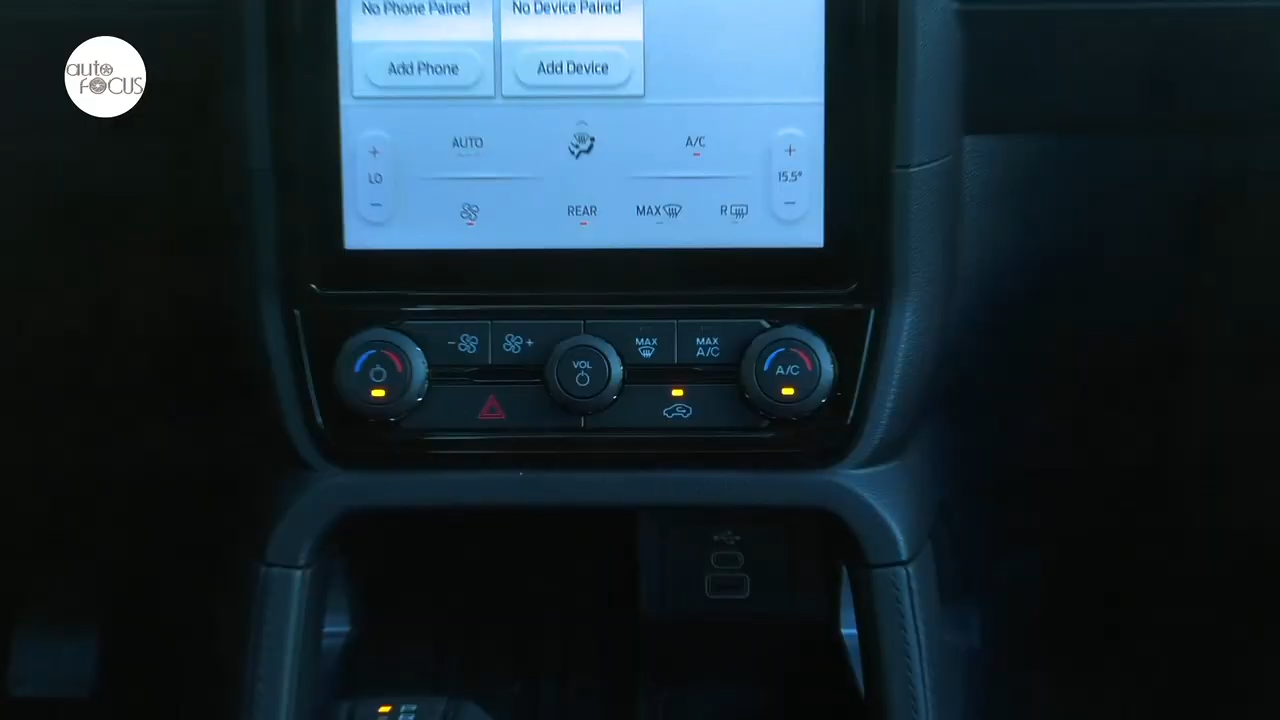 No Phone Paired
No Device Paired
auto
FOCUS
Add Phone
Add Device
AUTO
A/C
+
+
LO
15.5°
REAR
MAX
R
- +
VOL
MAX
MAX
A/C
A/C